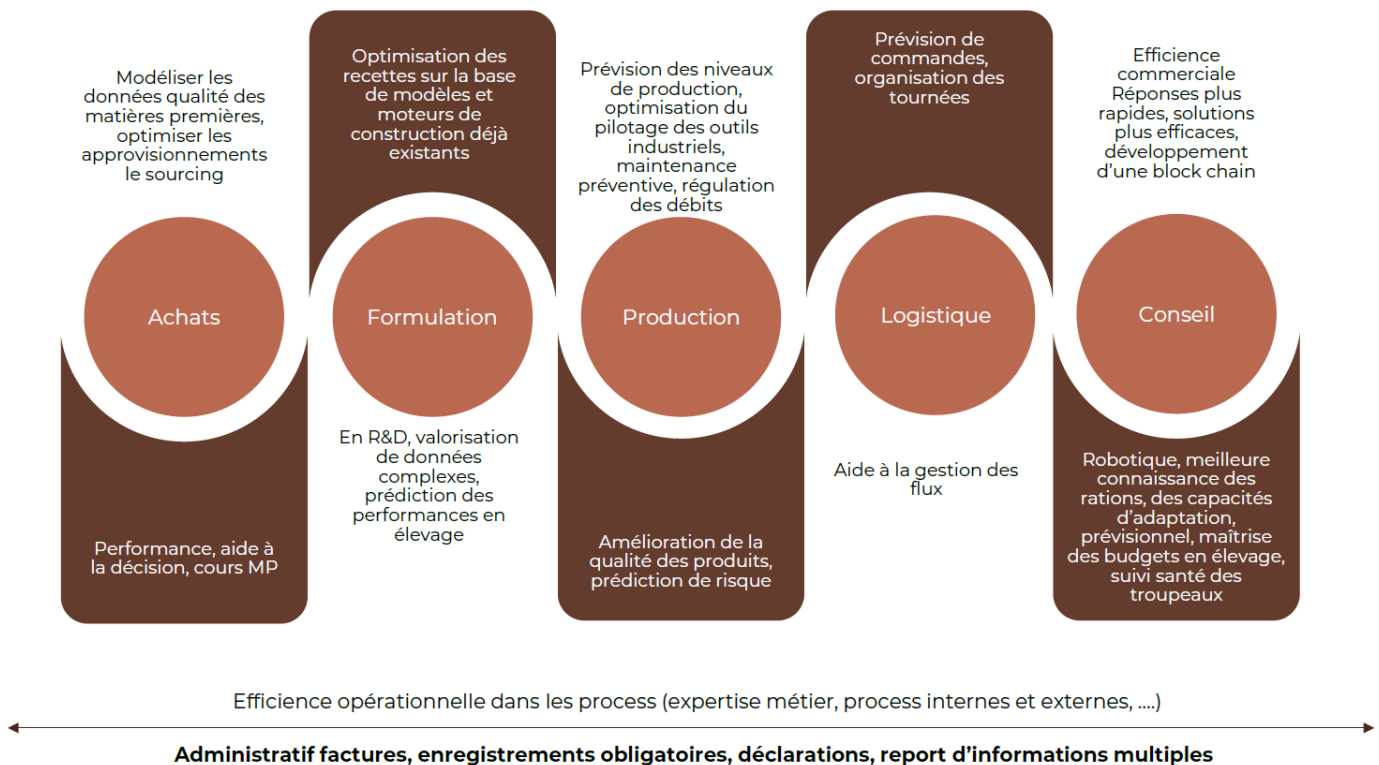 Modéliser les
données qualité des
matières premières,
optimiser les
approvisionnements
le sourcing
Achats
Performance, aide à
la décision, cours MP
Optimisation des
recettes sur la base
de modèles et
moteurs de
construction déjà
existants
Formulation
En R&D, valorisation
de données
complexes,
prédiction des
performances en
élevage
Prévision des niveaux
de production,
optimisation du
pilotage des outils
industriels,
maintenance
préventive, régulation
des débits
Production
Amélioration de la
qualité des produits,
prédiction de risque
Prévision de
commandes,
organisation des
tournées
Logistique
Aide à la gestion des
flux
Efficience
commerciale
Réponses plus
rapides, solutions
plus efficaces,
développement
d’une block chain
Conseil
Robotique, meilleure
connaissance des
rations, des capacités
d’adaptation,
prévisionnel, maîtrise
des budgets en élevage,
suivi santé des
troupeaux
Efficience opérationnelle dans les process (expertise métier, process internes et externes, ....)
Administratif factures, enregistrements obligatoires, déclarations, report d’informations multiples